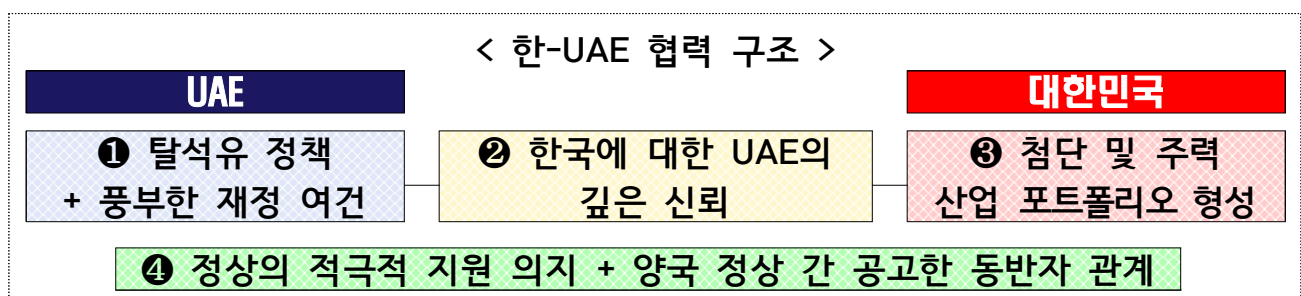 < 한-UAE 협력 구조 >
UAE
대한민국
❶ 탈석유 정책
+ 풍부한 재정 여건
❷ 한국에 대한 UAE의
깊은 신뢰
❸ 첨단 및 주력
산업 포트폴리오 형성
❹ 정상의 적극적 지원 의지 + 양국 정상 간 공고한 동반자 관계